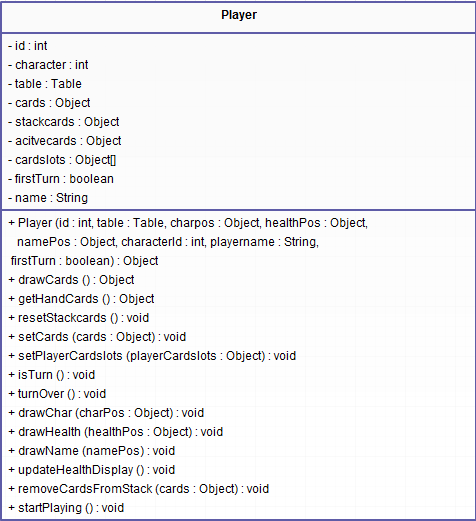 Player
- id : int
- character : int
- table : Table
- cards : Object
- stackcards : Object
- acitvecards : Object
- cardslots : Object[]
- firstTurn : boolean
- name : String
+ Player (id : int, table : Table, charpos : Object, healthPos : Object,
namePos : Object, characterId : int, playername : String,
firstTurn : boolean) : Object
+ drawCards () : Object
+ getHandCards () : Object
+ resetStackcards () : void
+ setCards (cards : Object) : void
+ setPlayerCardslots (playerCardslots : Object) : void
+ isTurn () : void
+ turnOver () : void
+ drawChar (charPos : Object) : void
+ drawHealth (healthPos : Object) : void
+ drawName (namePos) : void
+ updateHealthDisplay () : void
+ removeCardsFromStack (cards : Object) : void
+ startPlaying () : void